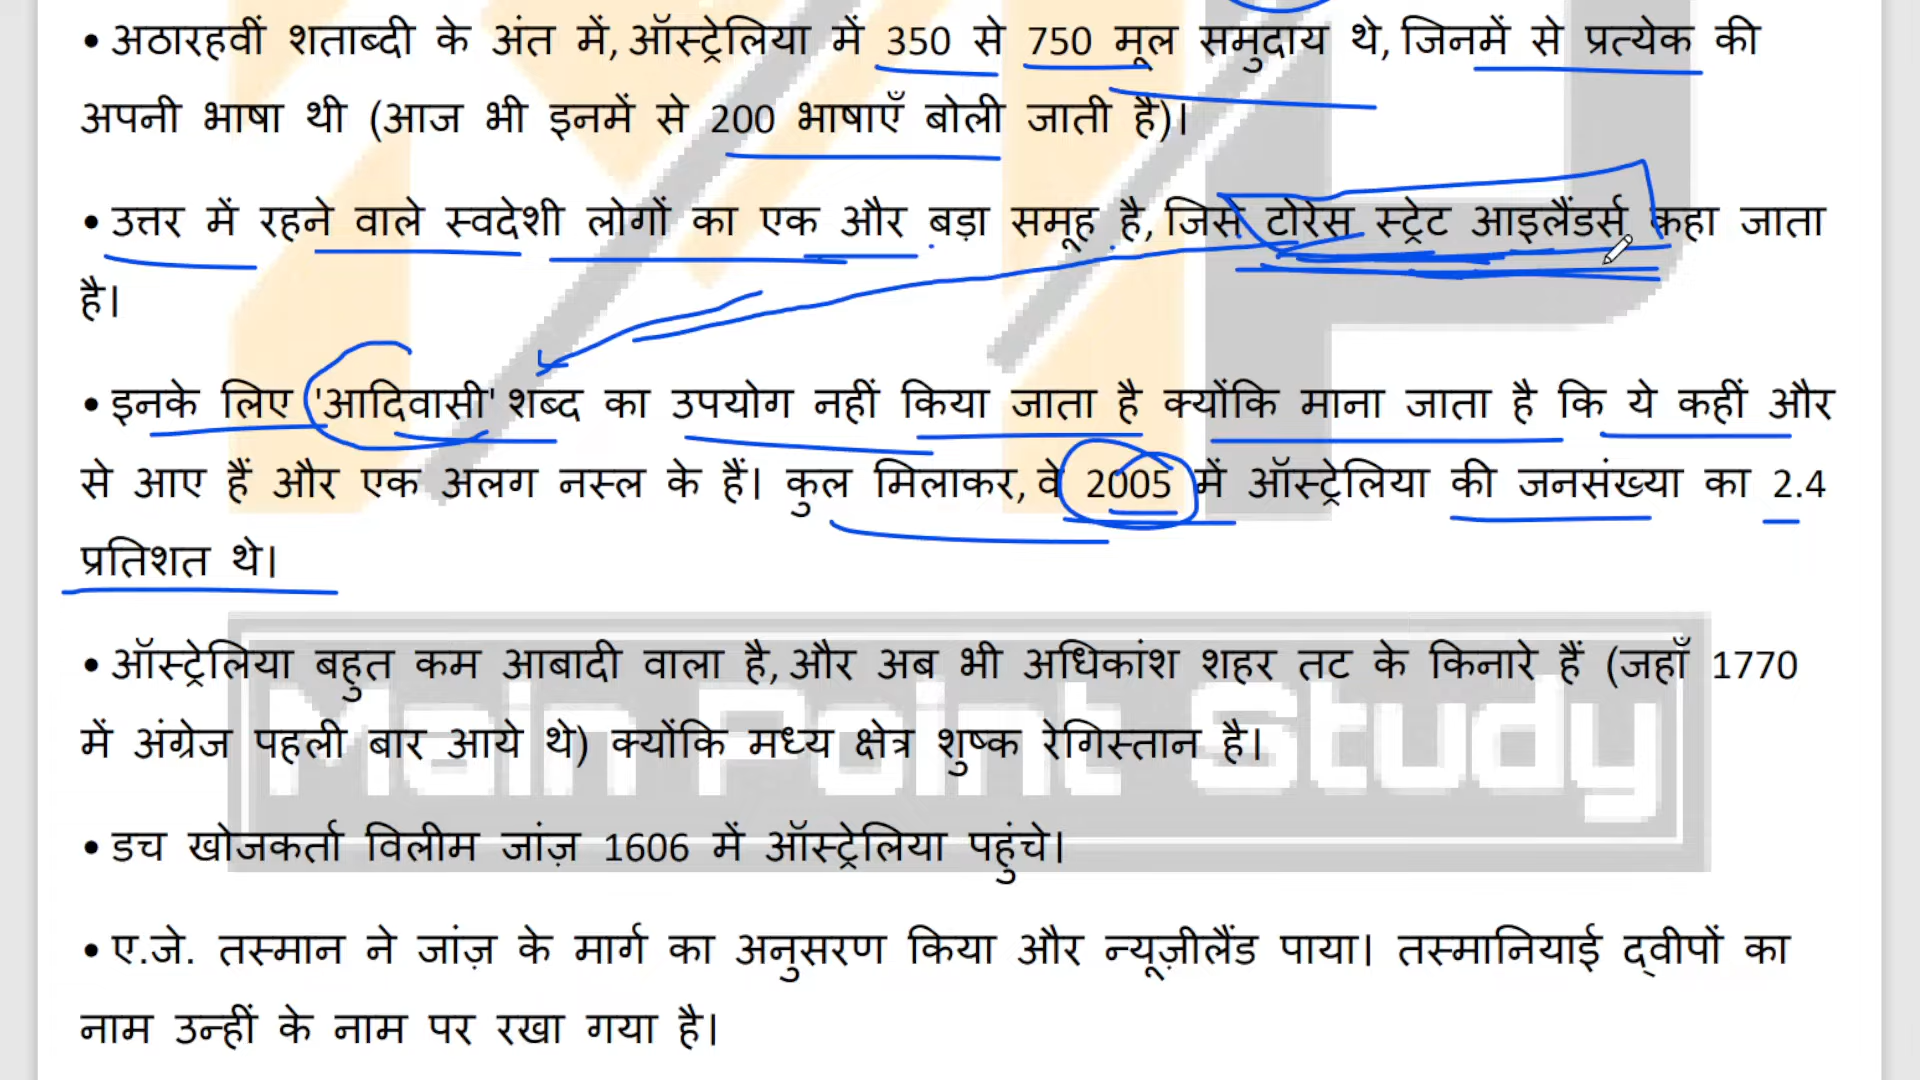 • अठारहवीं शताब्दी के अंत में, ऑस्ट्रेलिया में 350 से 750 मूल समुदाय थे, जिनमें से प्रत्येक की
अपनी भाषा थी (आज भी इनमें से 200 भाषाएँ बोली जाती है)।
• उत्तर में रहने वाले स्वदेशी लोगों का एक और बड़ा समूह है, जिसे टोरेस स्ट्रेट आइलैंडर्स कहा जाता
है।
• इनके लिए 'आदिवासी' शब्द का उपयोग नहीं किया जाता है क्योंकि माना जाता है कि ये कहीं और
से आए हैं और एक अलग नस्ल के हैं। कुल मिलाकर, वे 2005 में ऑस्ट्रेलिया की जनसंख्या का 2.4
प्रतिशत थे।
• ऑस्ट्रेलिया बहुत कम आबादी वाला है, और अब भी अधिकांश शहर तट के किनारे हैं (जहाँ 1770
में अंग्रेज पहली बार आये थे) क्योंकि मध्य क्षेत्र शुष्क रेगिस्तान है।
Main Point Study
• डच खोजकर्ता विलीम जांज़ 1606 में ऑस्ट्रेलिया पहुंचे।
• ए.जे. तस्मान ने जांज़ के मार्ग का अनुसरण किया और न्यूज़ीलैंड पाया। तस्मानियाई द्वीपों का
नाम उन्हीं के नाम पर रखा गया है।